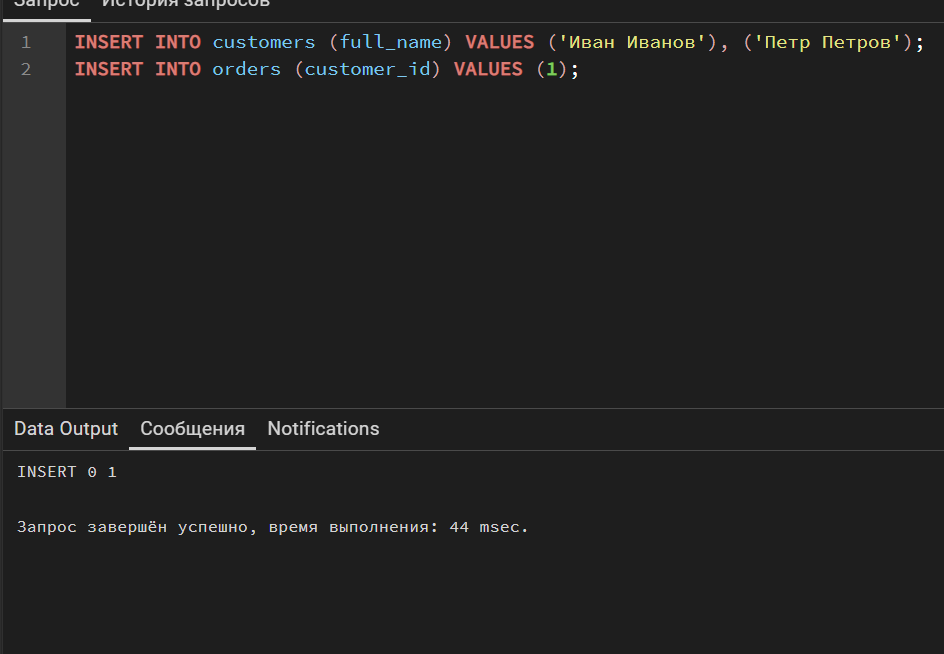 Запрос История запросов
1 INSERT INTO customers (full_name) VALUES ('Иван Иванов'), ('Петр Петров');
2 INSERT INTO orders (customer_id) VALUES (1);
Data Output Сообщения Notifications
INSERT 0 1
Запрос завершён успешно, время выполнения: 44 msec.